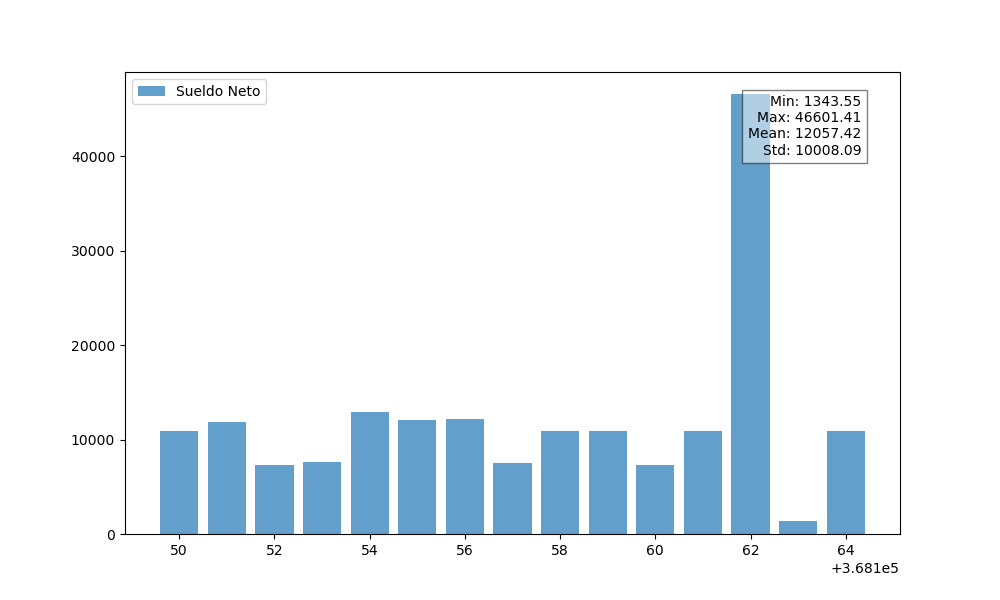 Sueldo Neto
Min: 1343.55
Max: 46601.41
Mean: 12057.42
Std: 10008.09
40000
30000
20000
10000
0
50 52 54 56 58 60 62 64
+3.681e5